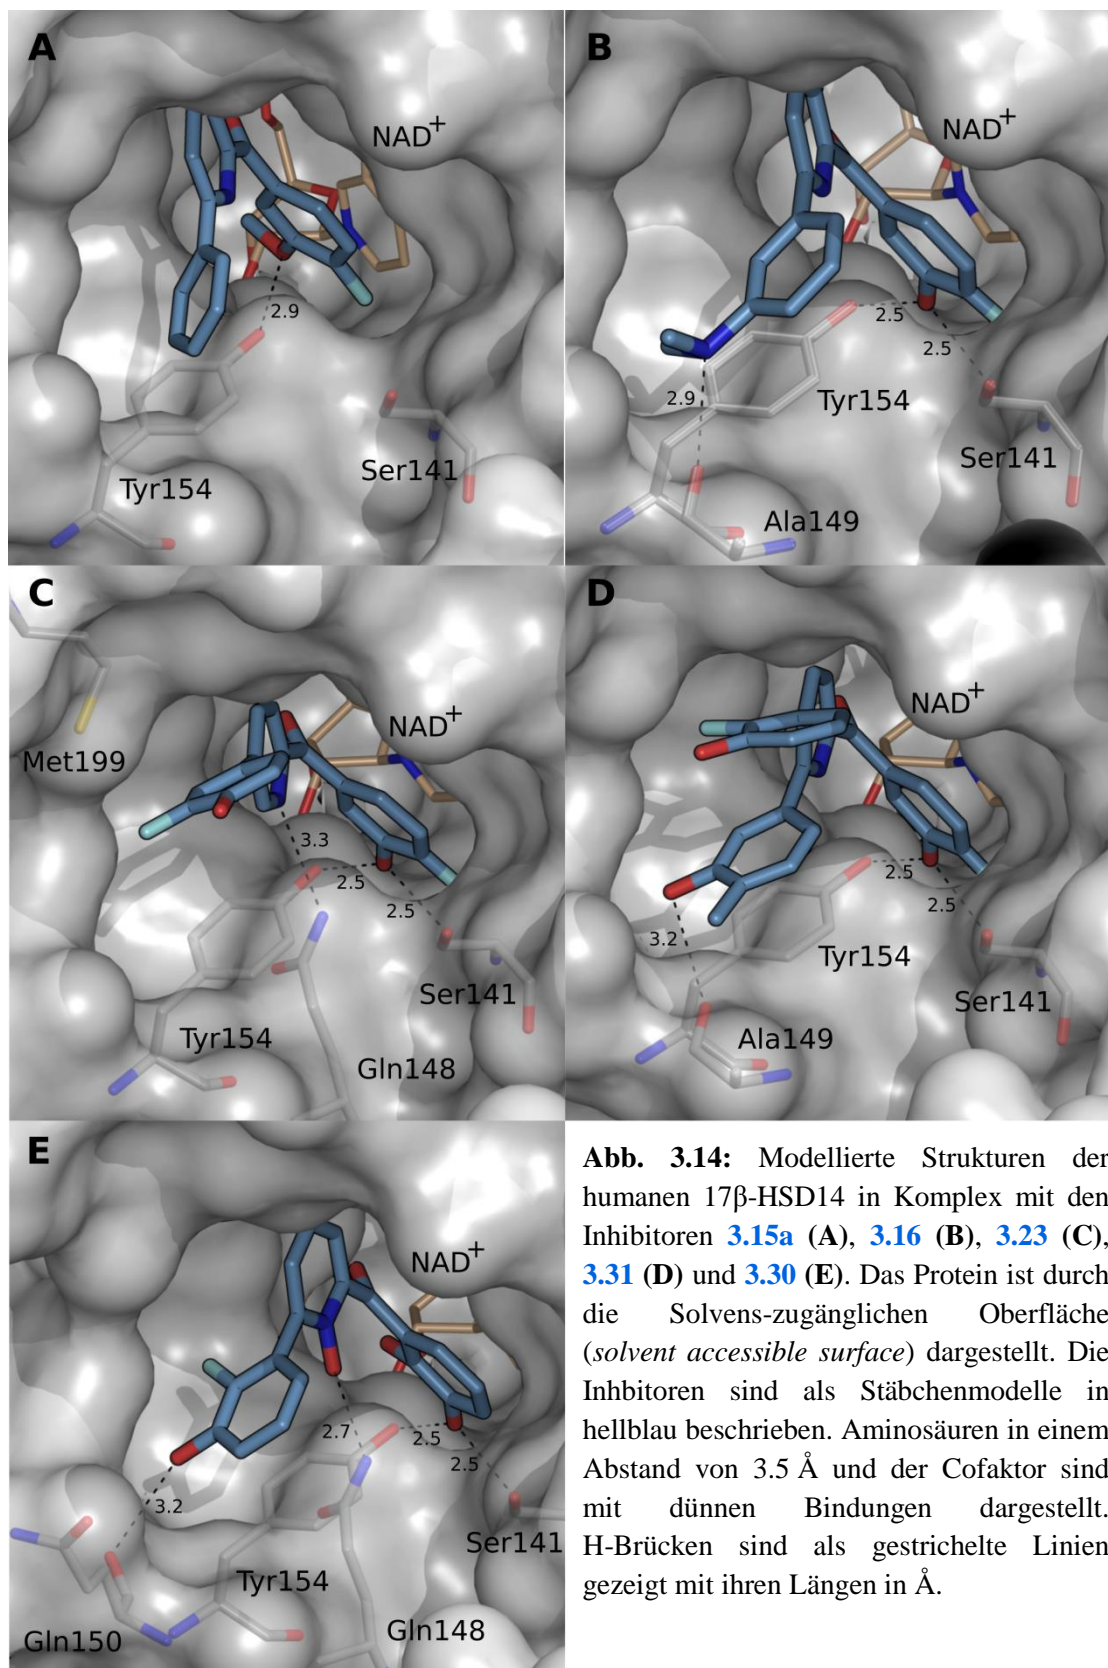 A
NAD+
2.9
Tyr154
Ser141
B
NAD+
2.5
2.5
2.9
Tyr154
Ser141
Ala149
C
NAD+
Met199
3.3
2.5
2.5
Ser141
Tyr154
Gln148
D
NAD+
2.5
2.5
3.2
Tyr154
Ser141
Ala149
E
NAD+
2.7
2.5
2.5
3.2
Ser141
Tyr154
Gln148
Gln150
Abb. 3.14: Modellierte Strukturen der
humanen 17β-HSD14 in Komplex mit den
Inhibitoren 3.15a (A), 3.16 (B), 3.23 (C),
3.31 (D) und 3.30 (E). Das Protein ist durch
die Solvens-zugänglichen Oberfläche
(solvent accessible surface) dargestellt. Die
Inhbitoren sind als Stäbchenmodelle in
hellblau beschrieben. Aminosäuren in einem
Abstand von 3.5 Å und der Cofaktor sind
mit dünnen Bindungen dargestellt.
H-Brücken sind als gestrichelte Linien
gezeigt mit ihren Längen in Å.